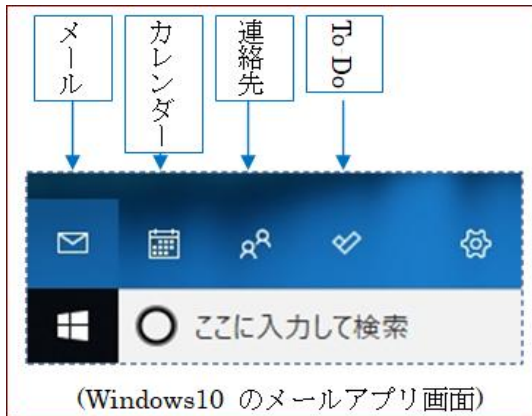 メール
カレンダー
連絡先
To Do
ここに入力して検索
(Windows10 のメールアプリ画面)